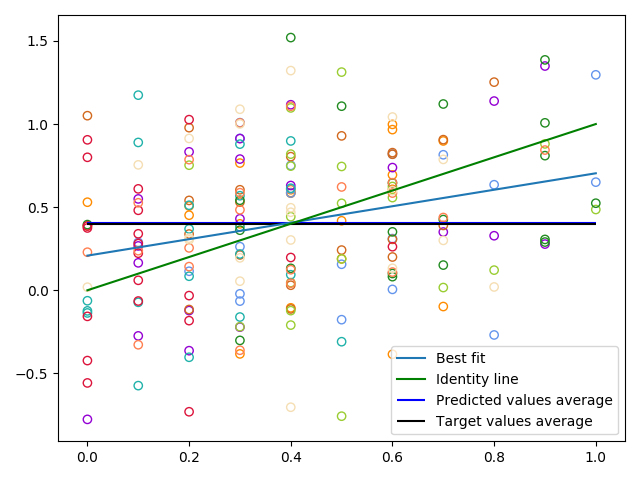 1.5
1.0
0.5
0.0
−0.5
0.0 0.2 0.4 0.6 0.8 1.0
Best fit
Identity line
Predicted values average
Target values average